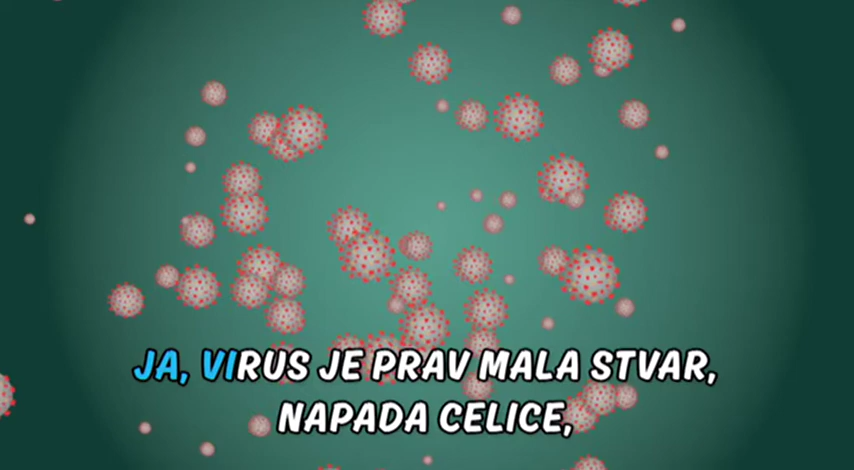 JA, VIRUS JE PRAV MALA STVAR,
NAPADA CELICE,